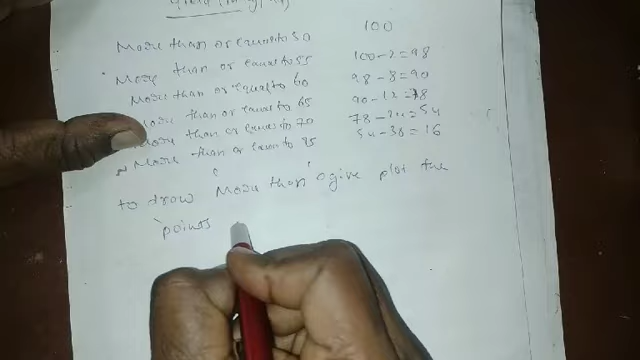 More than or equal to 50 100
More than or equal to 55 100-2=98
More than or equal to 60 98-8=90
More than or equal to 65 90-12=78
More than or equal to 70 78-24=54
More than or equal to 75 54-38=16
to draw More than ogive plot the
points